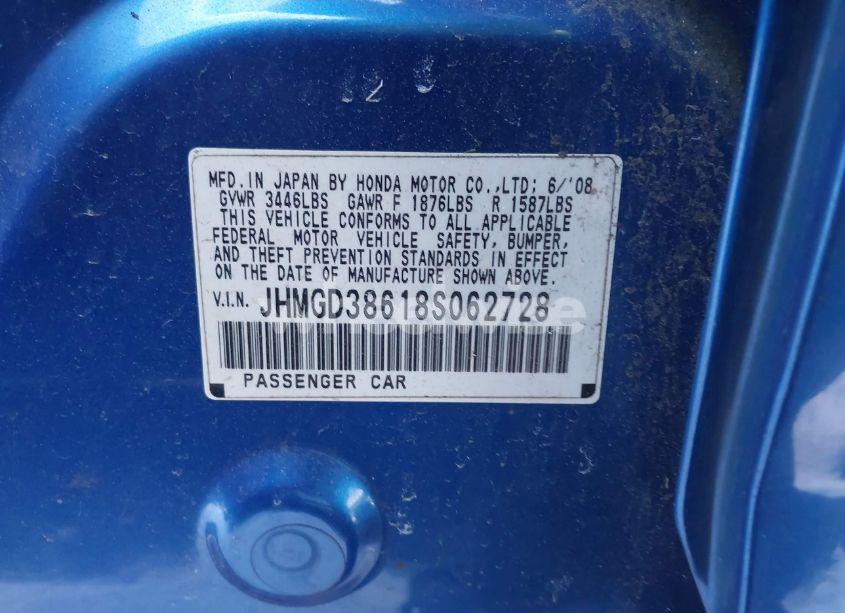 MFD.IN JAPAN BY HONDA MOTOR CO.,LTD; 6/'08
GVWR 3446LBS GAWR F 1876LBS R 1587LBS
THIS VEHICLE CONFORMS TO ALL APPLICABLE
FEDERAL MOTOR VEHICLE SAFETY, BUMPER,
AND THEFT PREVENTION STANDARDS IN EFFECT
ON THE DATE OF MANUFACTURE SHOWN ABOVE.
V.I.N. JHMGD38618S062728
PASSENGER CAR